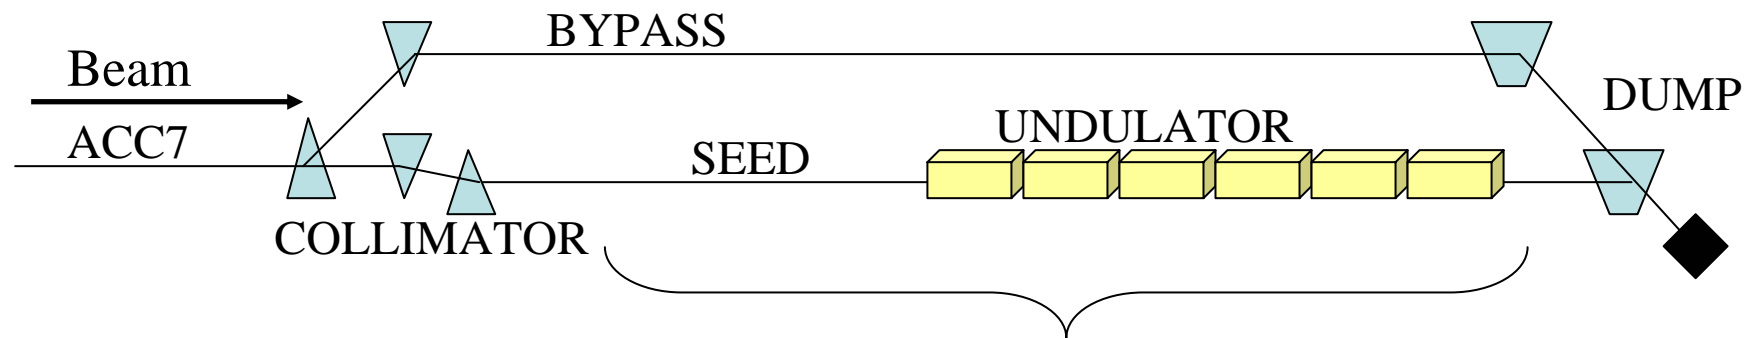 BYPASS
Beam
DUMP
ACC7
UNDULATOR
SEED
COLLIMATOR